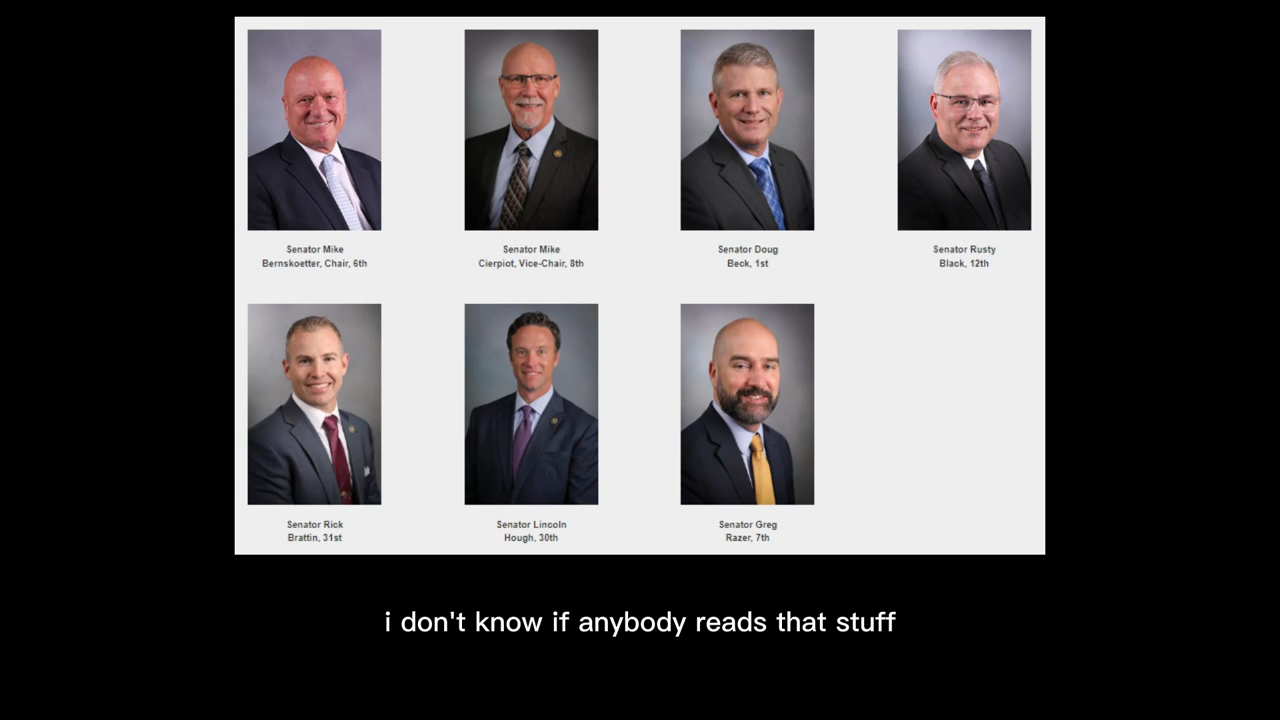 Senator Mike
Bernskoetter, Chair, 6th
Senator Mike
Cierpiot, Vice-Chair, 8th
Senator Doug
Beck, 1st
Senator Rusty
Black, 12th
Senator Rick
Brattin, 31st
Senator Lincoln
Hough, 30th
Senator Greg
Razer, 7th
i don't know if anybody reads that stuff